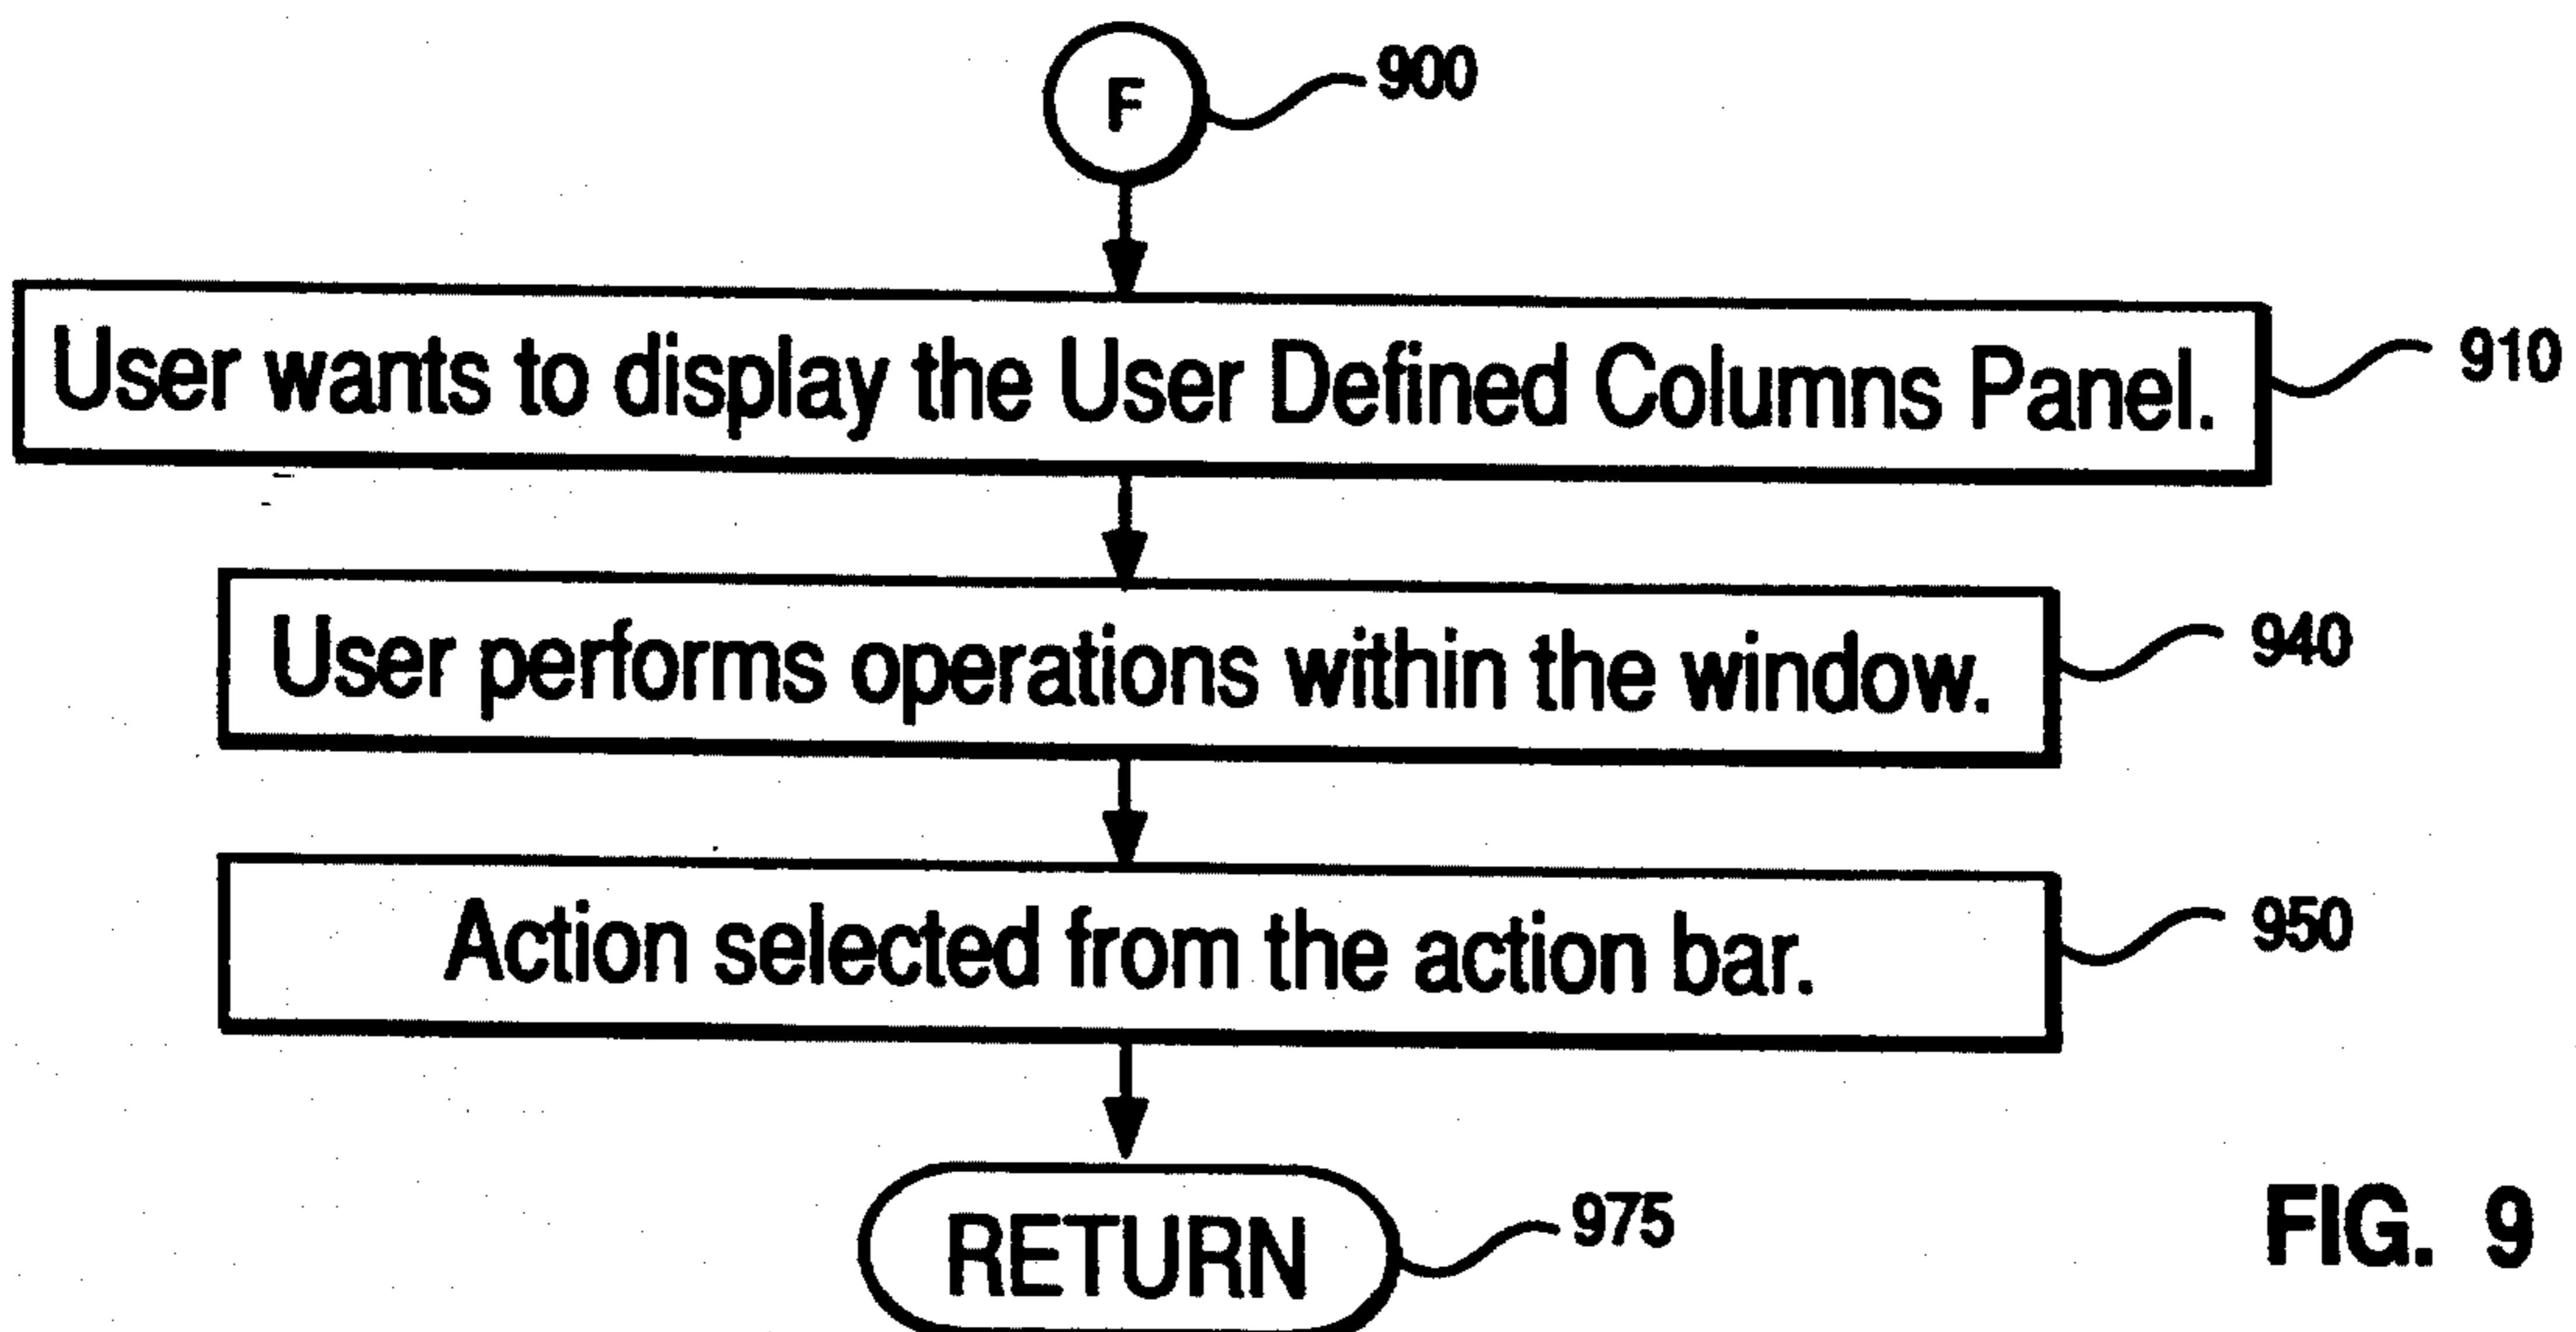 F 900
User wants to display the User Defined Columns Panel. 910
User performs operations within the window. 940
Action selected from the action bar. 950
RETURN 975
FIG. 9